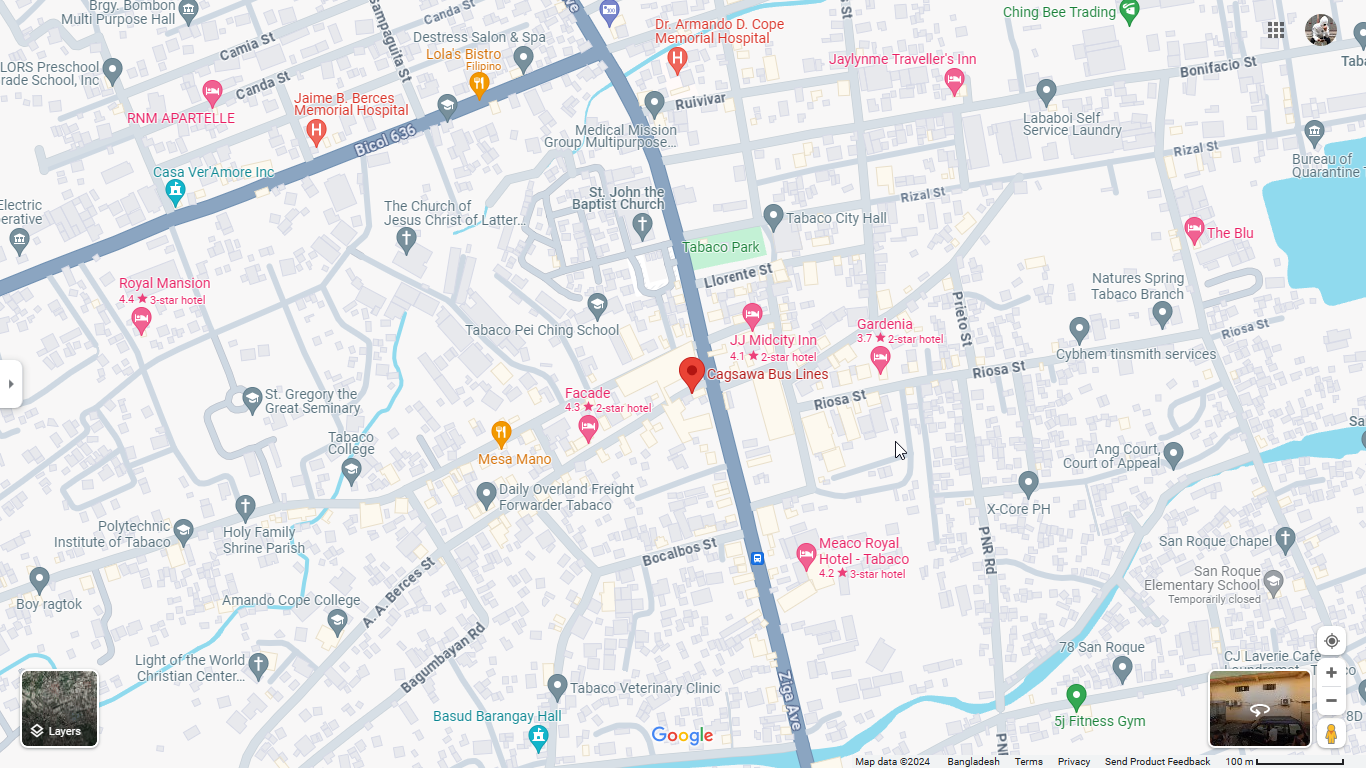 Brgy. Bombon
Multi Purpose Hall
Canda St
Ave
Dr. Armando D. Cope
Memorial Hospital
Ching Bee Trading
Camia St
Sampaguita St
Destress Salon & Spa
Lola's Bistro
Filipino
Jaylynme Traveller's Inn
Bonifacio St
Taba
LORS Preschool
rade School, Inc
Canda St
RNM APARTELLE
Jaime B. Berces
Memorial Hospital
Ruivivar
Lababoi Self
Service Laundry
Bicol 636
Medical Mission
Group Multipurpose...
Rizal St
Bureau of
Quarantine
Casa Ver'Amore Inc
St. John the
Baptist Church
Rizal St
Electric
erative
The Church of
Jesus Christ of Latter...
Tabaco City Hall
The Blu
Tabaco Park
Llorente St
Royal Mansion
4.4 ★ 3-star hotel
Natures Spring
Tabaco Branch
Prieto St
Tabaco Pei Ching School
JJ Midcity Inn
4.1 ★ 2-star hotel
Gardenia
3.7 ★ 2-star hotel
Riosa St
Cybhem tinsmith services
Cagsawa Bus Lines
Riosa St
Facade
4.3 ★ 2-star hotel
Riosa St
St. Gregory the
Great Seminary
Tabaco
College
Mesa Mano
Sa
Ang Court,
Court of Appeal
Daily Overland Freight
Forwarder Tabaco
X-Core PH
Polytechnic
Institute of Tabaco
Holy Family
Shrine Parish
Bocalbos St
Meaco Royal
Hotel - Tabaco
4.2 ★ 3-star hotel
PNR Rd
San Roque Chapel
San Roque
Elementary School
Temporarily closed
Boy ragtok
Amando Cope College
A. A. Berces St
Bagumbayan Rd
Light of the World
Christian Center...
78 San Roque
CJ Laverie Cafe
Tabaco Veterinary Clinic
Ziga Ave
Basud Barangay Hall
5j Fitness Gym
8D
PNI
Layers
Google
Map data ©2024
Bangladesh
Terms
Privacy
Send Product Feedback
100 m